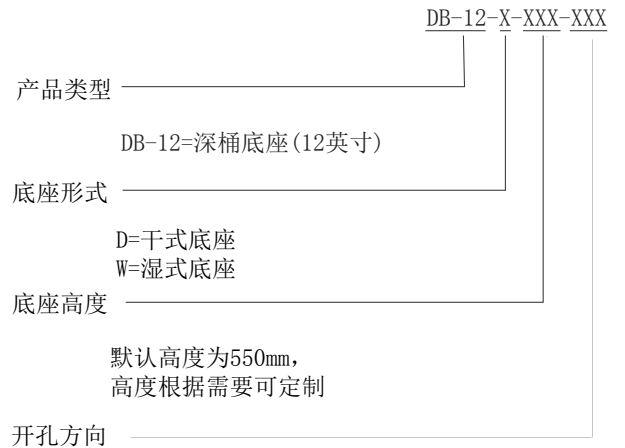 DB-12-X-XXX-XXX
产品类型
DB-12=深桶底座(12英寸)
底座形式
D=干式底座
W=湿式底座
底座高度
默认高度为550mm,
高度根据需要可定制
开孔方向